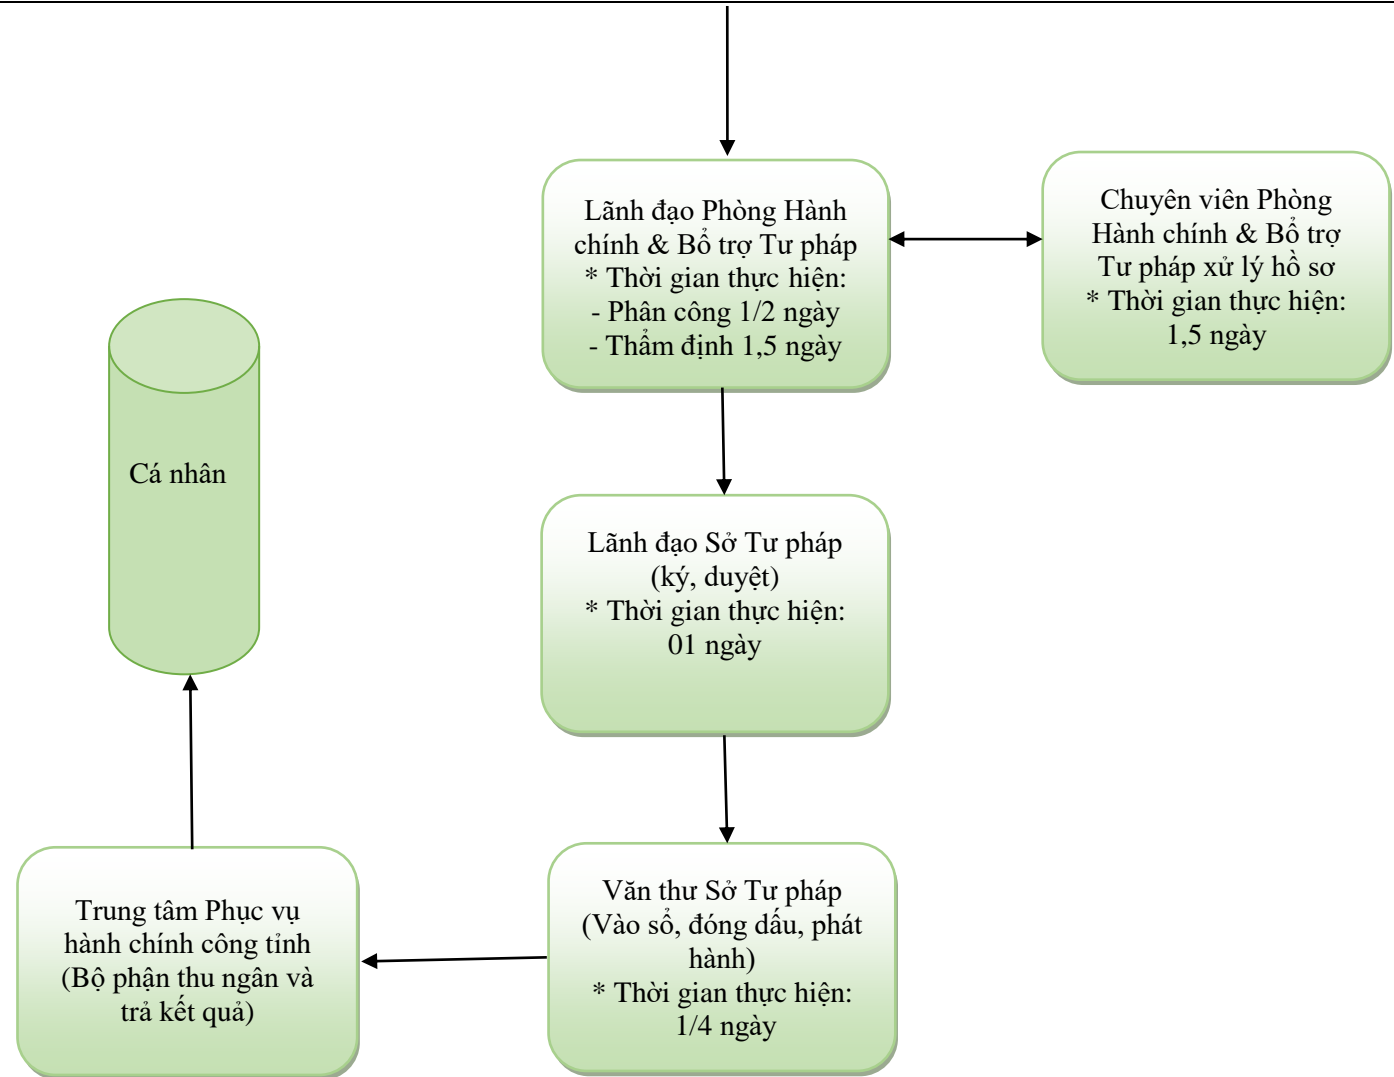 Lãnh đạo Phòng Hành
chính & Bổ trợ Tư pháp
* Thời gian thực hiện:
- Phân công 1/2 ngày
- Thẩm định 1,5 ngày
Chuyên viên Phòng
Hành chính & Bổ trợ
Tư pháp xử lý hồ sơ
* Thời gian thực hiện:
1,5 ngày
Cá nhân
Lãnh đạo Sở Tư pháp
(ký, duyệt)
* Thời gian thực hiện:
01 ngày
Văn thư Sở Tư pháp
(Vào sổ, đóng dấu, phát
hành)
* Thời gian thực hiện:
1/4 ngày
Trung tâm Phục vụ
hành chính công tỉnh
(Bộ phận thu ngân và
trả kết quả)